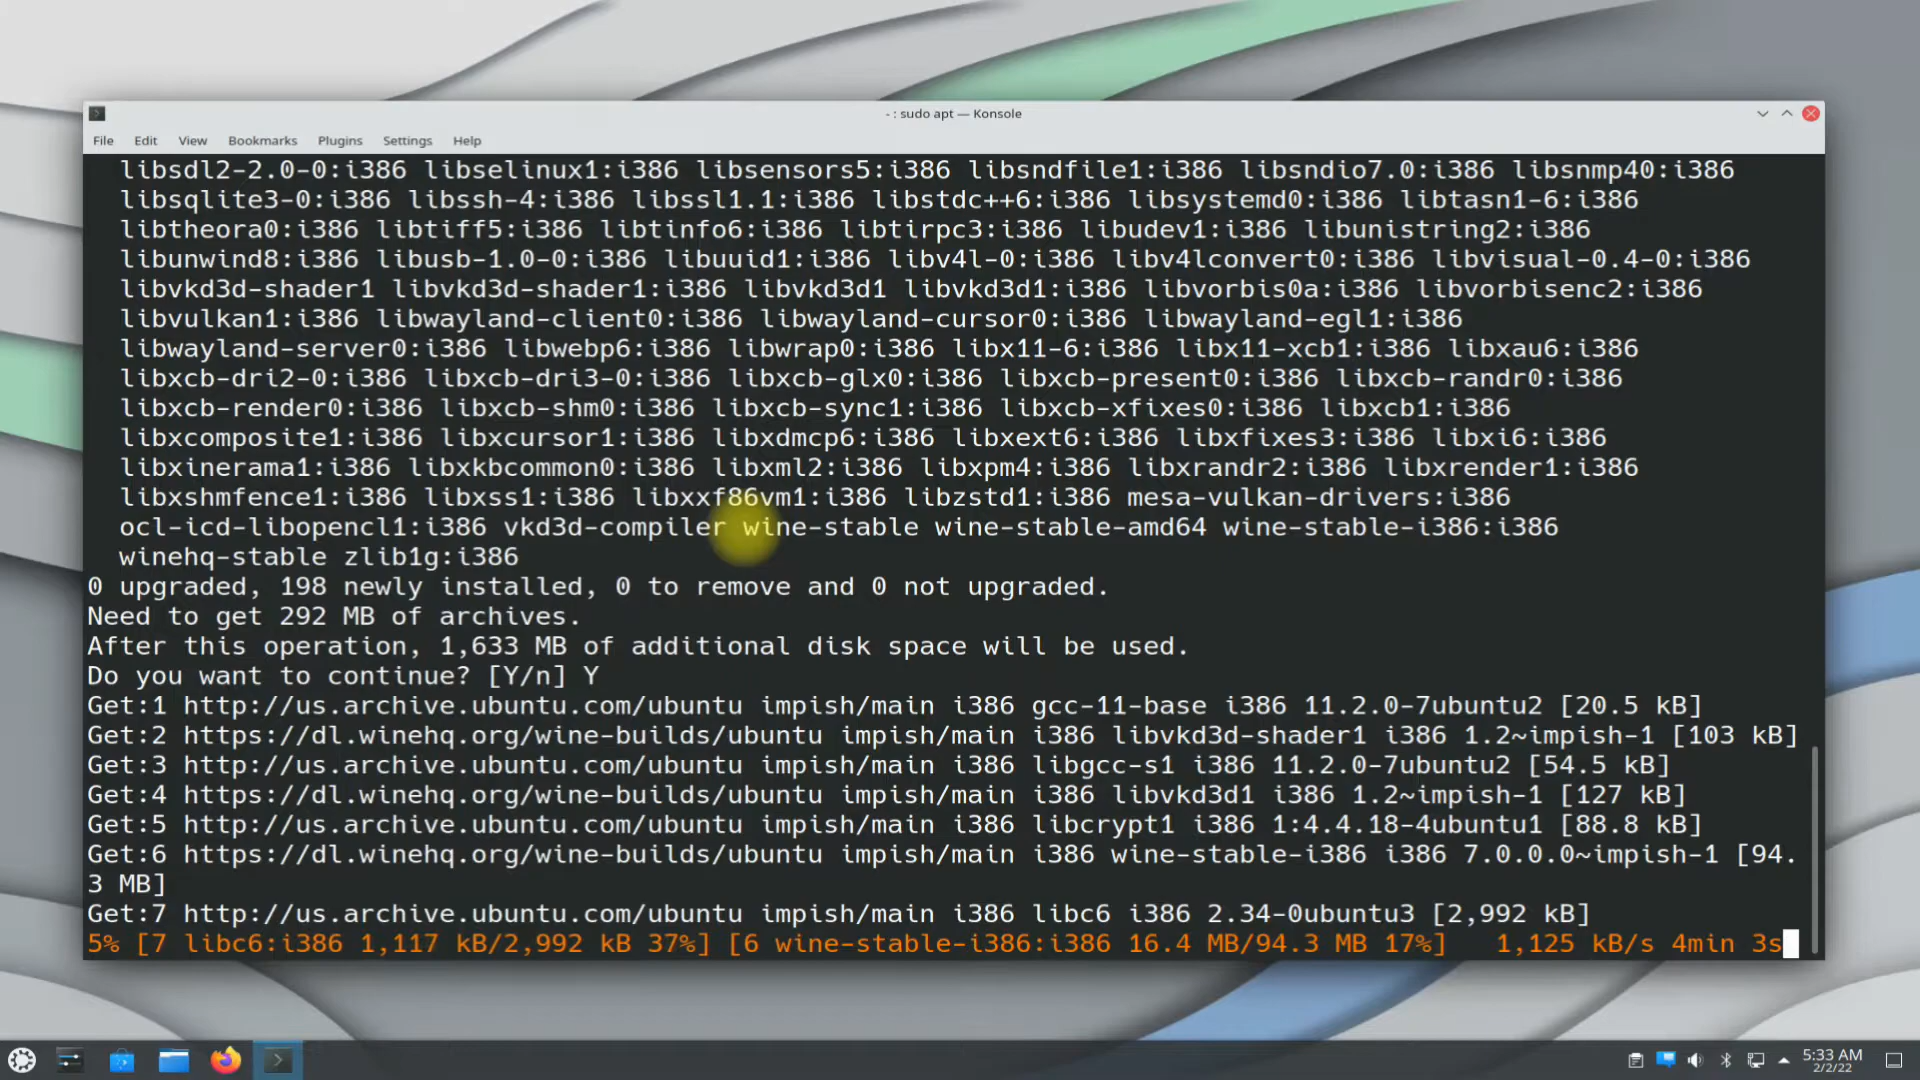 - : sudo apt — Konsole
File Edit View Bookmarks Plugins Settings Help
libsdl2-2.0-0:i386 libselinux1:i386 libsensors5:i386 libsndfile1:i386 libsndio7.0:i386 libsnmp40:i386
libsqlite3-0:i386 libssh-4:i386 libssl1.1:i386 libstdc++6:i386 libsystemd0:i386 libtasn1-6:i386
libtheora0:i386 libtiff5:i386 libtinfo6:i386 libtirpc3:i386 libudev1:i386 libunistring2:i386
libunwind8:i386 libusb-1.0-0:i386 libuuid1:i386 libv4l-0:i386 libv4lconvert0:i386 libvisual-0.4-0:i386
libvkd3d-shader1 libvkd3d-shader1:i386 libvkd3d1 libvkd3d1:i386 libvorbis0a:i386 libvorbisenc2:i386
libvulkan1:i386 libwayland-client0:i386 libwayland-cursor0:i386 libwayland-egl1:i386
libwayland-server0:i386 libwebp6:i386 libwrap0:i386 libx11-6:i386 libx11-xcb1:i386 libxau6:i386
libxcb-dri2-0:i386 libxcb-dri3-0:i386 libxcb-glx0:i386 libxcb-present0:i386 libxcb-randr0:i386
libxcb-render0:i386 libxcb-shm0:i386 libxcb-sync1:i386 libxcb-xfixes0:i386 libxcb1:i386
libxcomposite1:i386 libxcursor1:i386 libxdmcp6:i386 libxext6:i386 libxfixes3:i386 libxi6:i386
libxinerama1:i386 libxkbcommon0:i386 libxml2:i386 libxpm4:i386 libxrandr2:i386 libxrender1:i386
libxshmfence1:i386 libxss1:i386 libxxf86vm1:i386 libzstd1:i386 mesa-vulkan-drivers:i386
ocl-icd-libopencl1:i386 vkd3d-compiler wine-stable wine-stable-amd64 wine-stable-i386:i386
winehq-stable zlib1g:i386
0 upgraded, 198 newly installed, 0 to remove and 0 not upgraded.
Need to get 292 MB of archives.
After this operation, 1,633 MB of additional disk space will be used.
Do you want to continue? [Y/n] Y
Get:1 http://us.archive.ubuntu.com/ubuntu impish/main i386 gcc-11-base i386 11.2.0-7ubuntu2 [20.5 kB]
Get:2 https://dl.winehq.org/wine-builds/ubuntu impish/main i386 libvkd3d-shader1 i386 1.2~impish-1 [103 kB]
Get:3 http://us.archive.ubuntu.com/ubuntu impish/main i386 libgcc-s1 i386 11.2.0-7ubuntu2 [54.5 kB]
Get:4 https://dl.winehq.org/wine-builds/ubuntu impish/main i386 libvkd3d1 i386 1.2~impish-1 [127 kB]
Get:5 http://us.archive.ubuntu.com/ubuntu impish/main i386 libcrypt1 i386 1:4.4.18-4ubuntu1 [88.8 kB]
Get:6 https://dl.winehq.org/wine-builds/ubuntu impish/main i386 wine-stable-i386 i386 7.0.0.0~impish-1 [94.
3 MB]
Get:7 http://us.archive.ubuntu.com/ubuntu impish/main i386 libc6 i386 2.34-0ubuntu3 [2,992 kB]
5% [7 libc6:i386 1,117 kB/2,992 kB 37%] [6 wine-stable-i386:i386 16.4 MB/94.3 MB 17%] 1,125 kB/s 4min 3s
5:33 AM
2/2/22